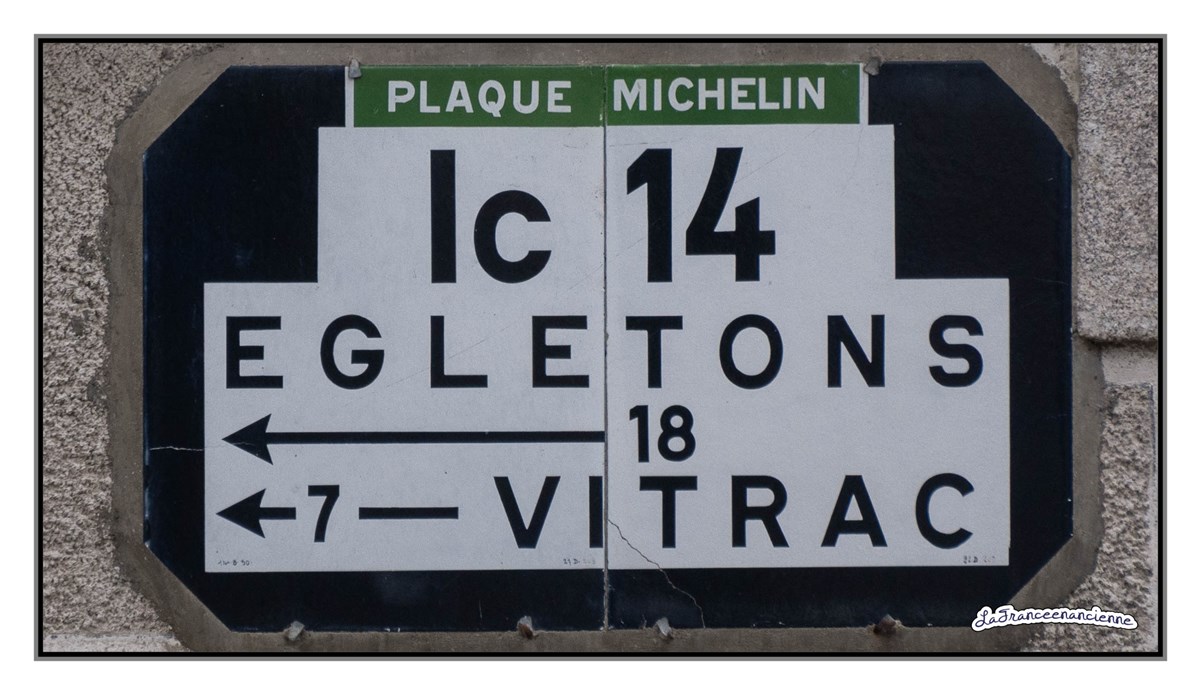 PLAQUE MICHELIN
Ic 14
EGLETONS
18
7 VITRAC
LaFranceenancienne